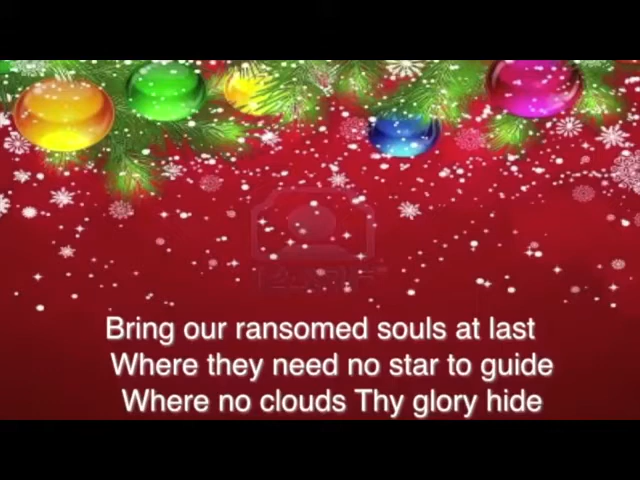 Bring our ransomed souls at last
Where they need no star to guide
Where no clouds Thy glory hide